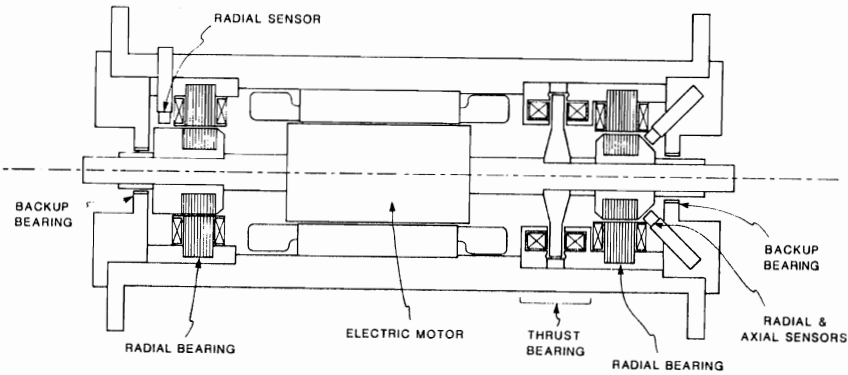 RADIAL SENSOR
BACKUP
BEARING
RADIAL BEARING
ELECTRIC MOTOR
THRUST
BEARING
RADIAL BEARING
BACKUP
BEARING
RADIAL &
AXIAL SENSORS